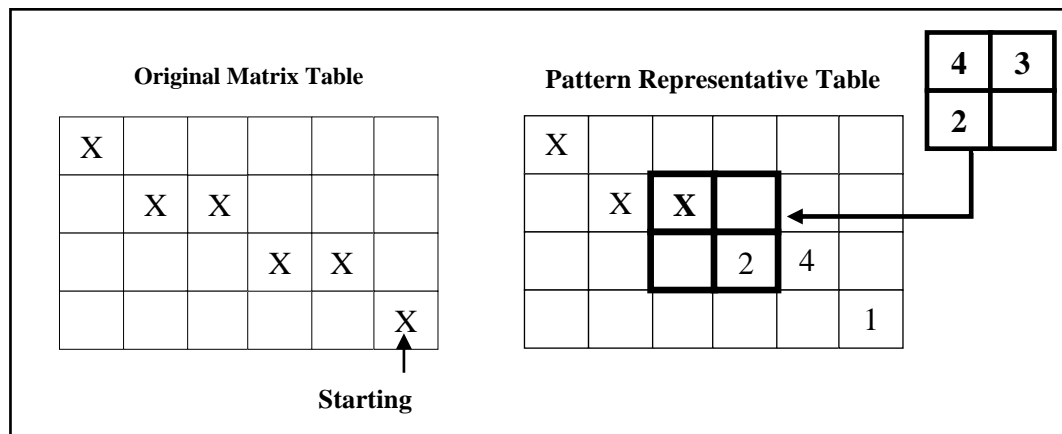 Original Matrix Table
X
X X
X X
X
Starting
Pattern Representative Table
X
X X
2 4
1
4 3
2